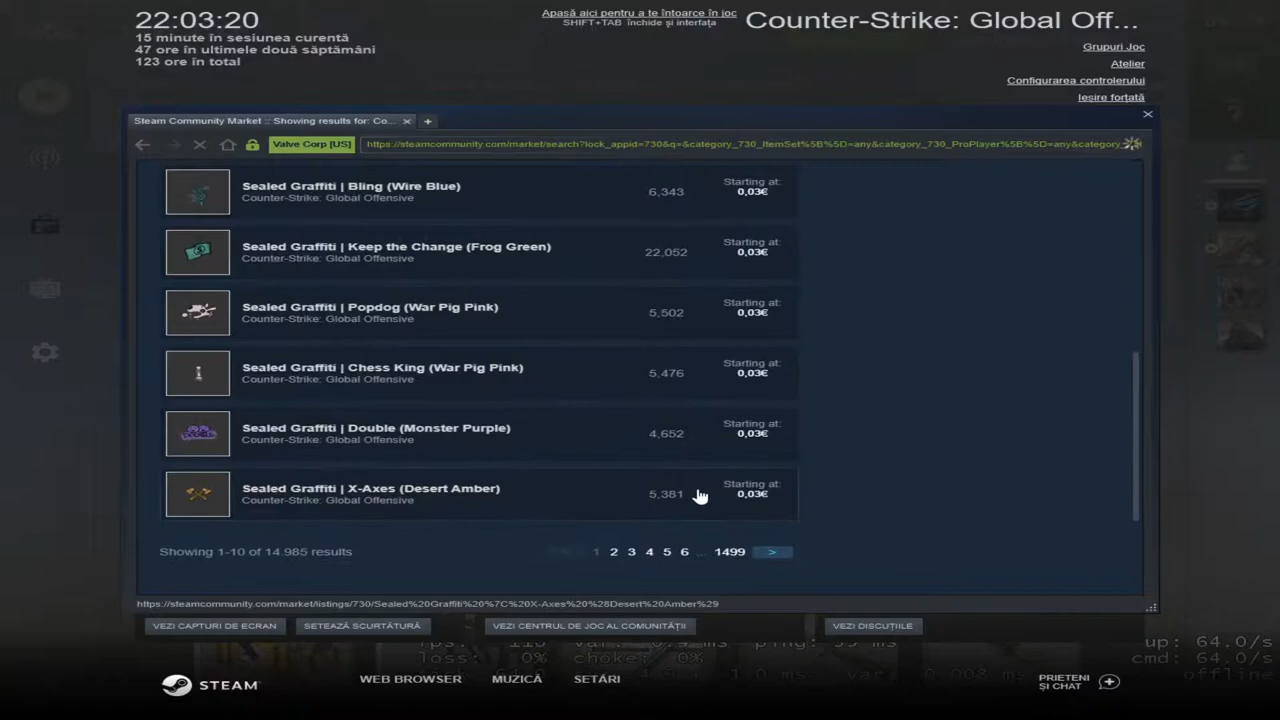 22:03:20
15 minute în sesiunea curentă
47 ore în ultimele două săptămâni
123 ore în total
Apasă aici pentru a te întoarce în joc
SHIFT+TAB închide și interfața
Counter-Strike: Global Off...
Grupuri Joc
Atelier
Configurarea controlerului
Ieșire forțată
Steam Community Market :: Showing results for: Co...
Valve Corp [US]
https://steamcommunity.com/market/search?lock_appid=730&q=&category_730_ItemSet%5B%5D=any&category_730_ProPlayer%5B%5D=any&category_
Sealed Graffiti | Bling (Wire Blue)
Counter-Strike: Global Offensive
6,343
Starting at:
0,03€
Sealed Graffiti | Keep the Change (Frog Green)
Counter-Strike: Global Offensive
22,052
Starting at:
0,03€
Sealed Graffiti | Popdog (War Pig Pink)
Counter-Strike: Global Offensive
5,502
Starting at:
0,03€
Sealed Graffiti | Chess King (War Pig Pink)
Counter-Strike: Global Offensive
5,476
Starting at:
0,03€
Sealed Graffiti | Double (Monster Purple)
Counter-Strike: Global Offensive
4,652
Starting at:
0,03€
Sealed Graffiti | X-Axes (Desert Amber)
Counter-Strike: Global Offensive
5,381
Starting at:
0,03€
Showing 1-10 of 14.985 results
1 2 3 4 5 6 ... 1499 >
https://steamcommunity.com/market/listings/730/Sealed%20Graffiti%20%7C%20X-Axes%20%28Desert%20Amber%29
VEZI CAPTURI DE ECRAN
SETEAZĂ SCURTĂTURĂ
VEZI CENTRUL DE JOC AL COMUNITĂȚII
VEZI DISCUȚIILE
loss: 0% choke: 0%
up: 64.0/s
cmd: 64.0/s
offline
STEAM
WEB BROWSER
MUZICĂ
SETĂRI
PRIETENI
ȘI CHAT